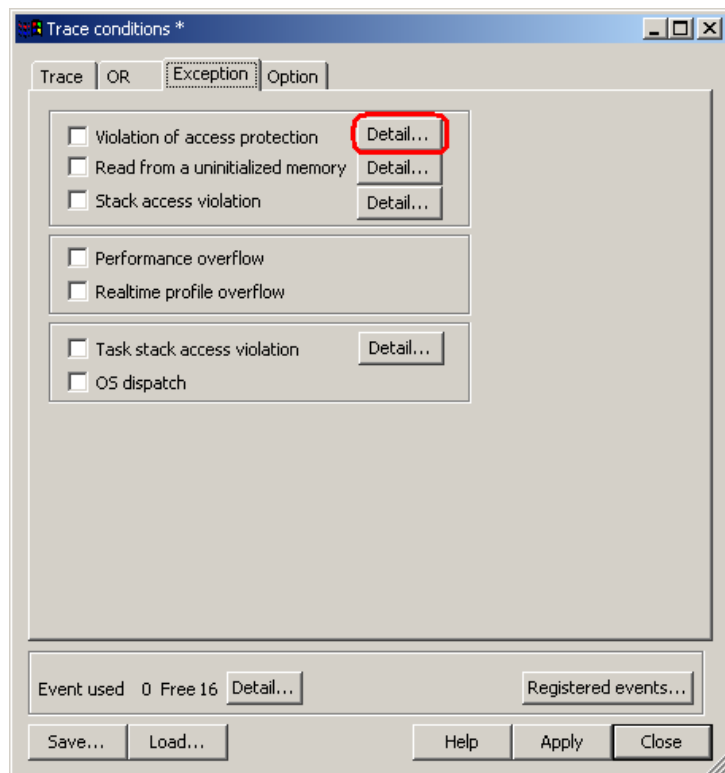 Trace conditions *
Trace OR Exception Option
Violation of access protection Detail...
Read from a uninitialized memory Detail...
Stack access violation Detail...
Performance overflow
Realtime profile overflow
Task stack access violation Detail...
OS dispatch
Event used 0 Free 16 Detail... Registered events...
Save... Load... Help Apply Close